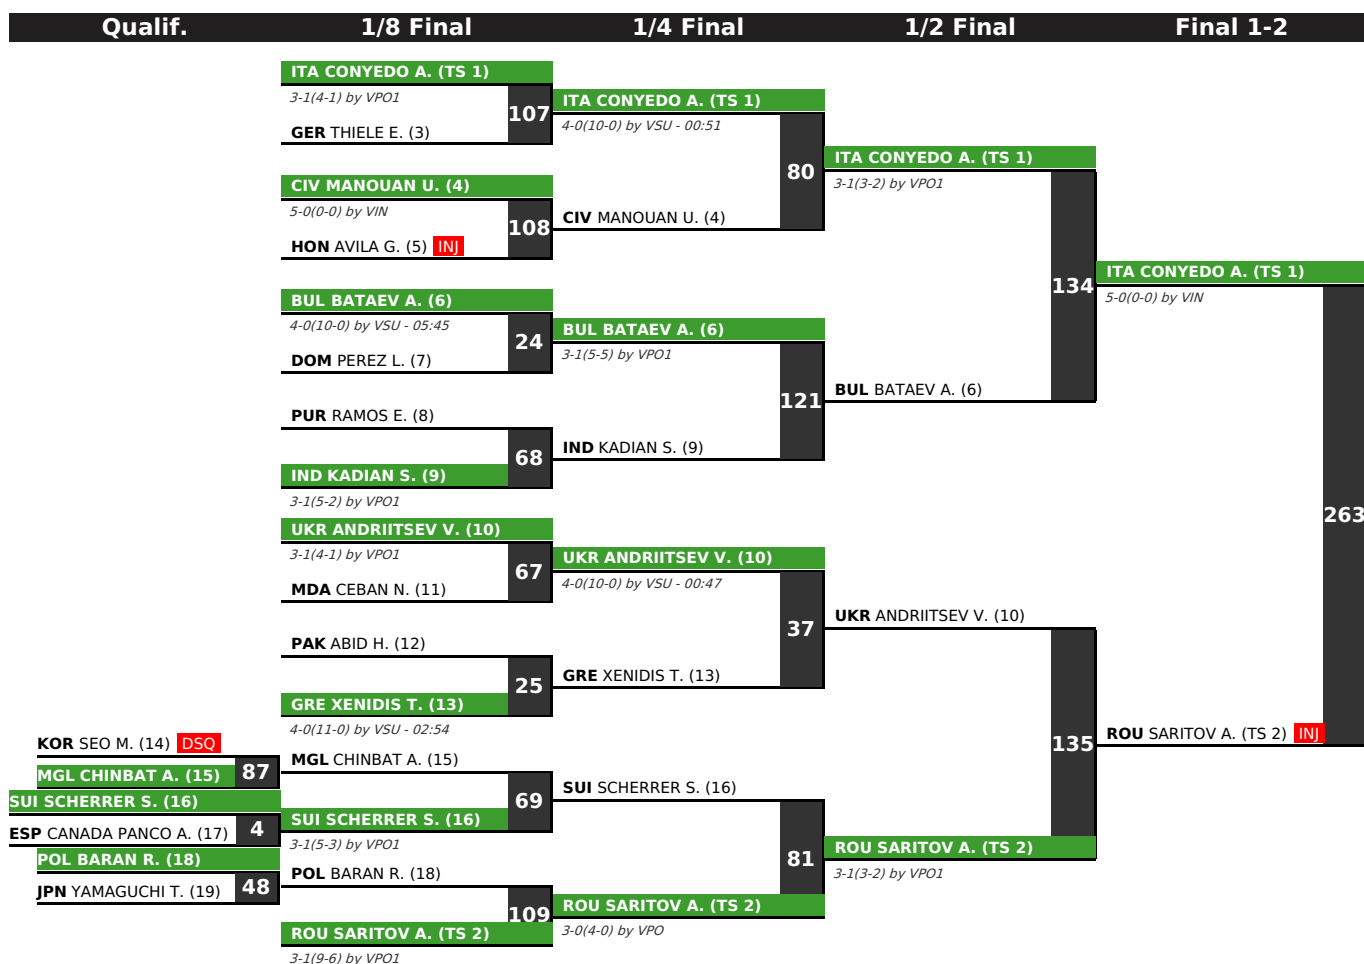 Qualif. 1/8 Final 1/4 Final 1/2 Final Final 1-2
ITA CONYEDO A. (TS 1)
3-1(4-1) by VPO1
107
GER THIELE E. (3)
CIV MANOUAN U. (4)
5-0(0-0) by VIN
108
HON AVILA G. (5) INJ
BUL BATAEV A. (6)
4-0(10-0) by VSU - 05:45
24
DOM PEREZ L. (7)
PUR RAMOS E. (8)
68
IND KADIAN S. (9)
3-1(5-2) by VPO1
UKR ANDRIITSEV V. (10)
3-1(4-1) by VPO1
67
MDA CEBAN N. (11)
PAK ABID H. (12)
25
GRE XENIDIS T. (13)
4-0(11-0) by VSU - 02:54
KOR SEO M. (14) DSQ
MGL CHINBAT A. (15)
87
SUI SCHERRER S. (16)
ESP CANADA PANCO A. (17)
4
POL BARAN R. (18)
JPN YAMAGUCHI T. (19)
48
MGL CHINBAT A. (15)
69
SUI SCHERRER S. (16)
3-1(5-3) by VPO1
POL BARAN R. (18)
109
ROU SARITOV A. (TS 2)
3-1(9-6) by VPO1
ITA CONYEDO A. (TS 1)
4-0(10-0) by VSU - 00:51
80
CIV MANOUAN U. (4)
BUL BATAEV A. (6)
3-1(5-5) by VPO1
121
IND KADIAN S. (9)
UKR ANDRIITSEV V. (10)
4-0(10-0) by VSU - 00:47
37
GRE XENIDIS T. (13)
SUI SCHERRER S. (16)
81
ROU SARITOV A. (TS 2)
3-0(4-0) by VPO
ITA CONYEDO A. (TS 1)
3-1(3-2) by VPO1
134
BUL BATAEV A. (6)
UKR ANDRIITSEV V. (10)
135
ROU SARITOV A. (TS 2)
3-1(3-2) by VPO1
ITA CONYEDO A. (TS 1)
5-0(0-0) by VIN
263
ROU SARITOV A. (TS 2) INJ